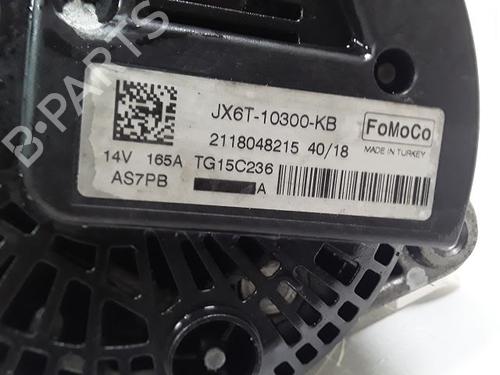 JX6T-10300-KB
FoMoCo
2118048215 40/18
MADE IN TURKEY
14V 165A TG15C236
AS7PB A
B-PARTS